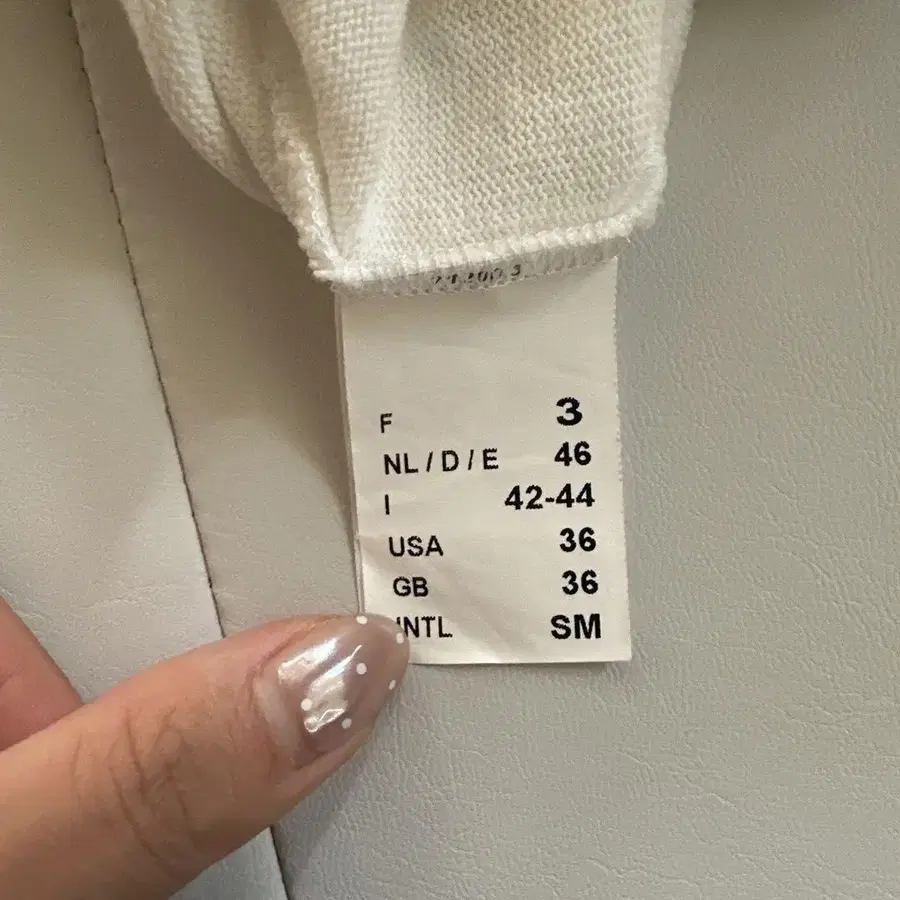 F 3
NL / D / E 46
I 42-44
USA 36
GB 36
INTL SM